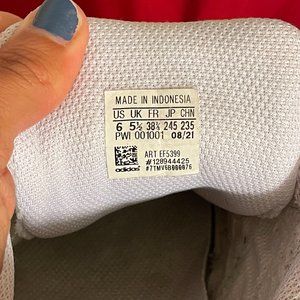 MADE IN INDONESIA
US UK FR JP CHN
6 5½ 38⅔ 245 235
PWI 001001 08/21
ART EF5399
#128944425
adidas #7TMV6B000076